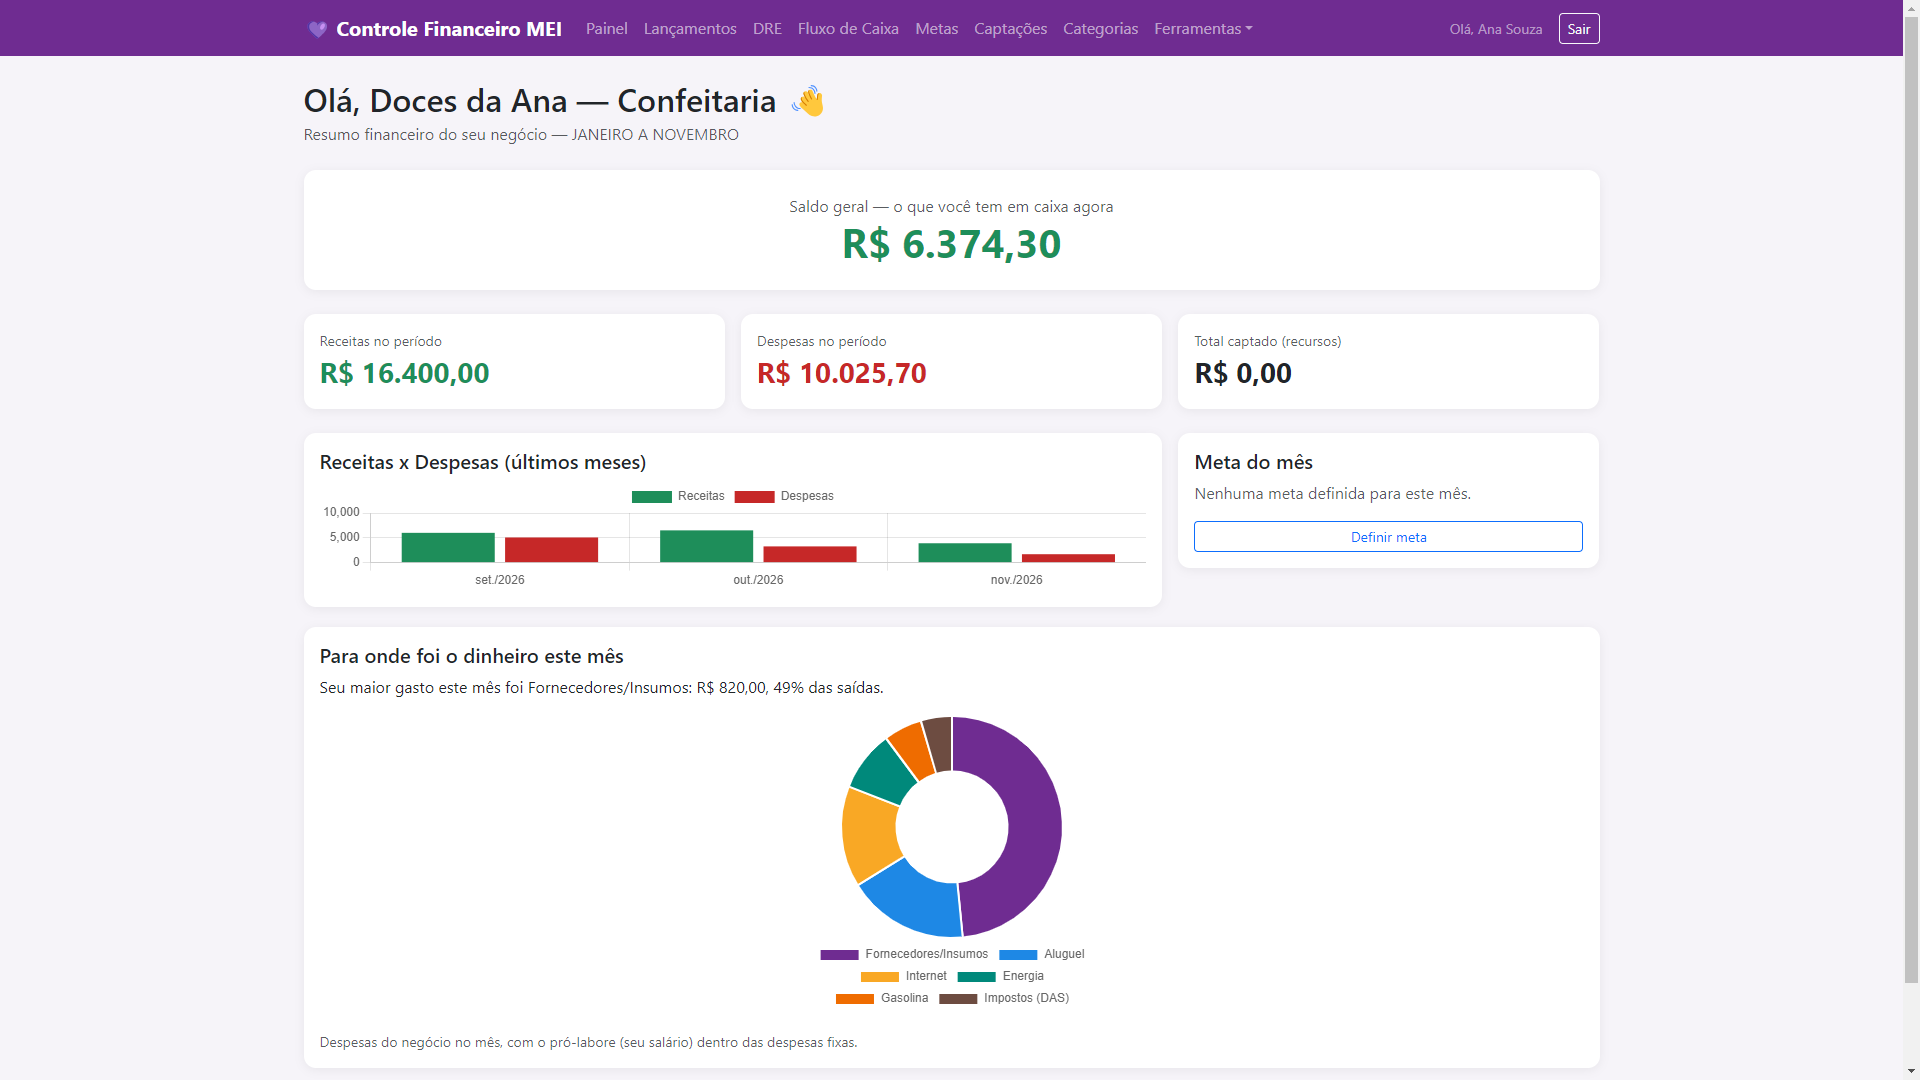 Controle Financeiro MEI Painel Lançamentos DRE Fluxo de Caixa Metas Captações Categorias Ferramentas Olá, Ana Souza Sair
Olá, Doces da Ana — Confeitaria 👋
Resumo financeiro do seu negócio — JANEIRO A NOVEMBRO
Saldo geral — o que você tem em caixa agora
R$ 6.374,30
Receitas no período
R$ 16.400,00
Despesas no período
R$ 10.025,70
Total captado (recursos)
R$ 0,00
Receitas x Despesas (últimos meses)
Receitas Despesas
10,000
5,000
0
set./2026 out./2026 nov./2026
Meta do mês
Nenhuma meta definida para este mês.
Definir meta
Para onde foi o dinheiro este mês
Seu maior gasto este mês foi Fornecedores/Insumos: R$ 820,00, 49% das saídas.
Fornecedores/Insumos Aluguel
Internet Energia
Gasolina Impostos (DAS)
Despesas do negócio no mês, com o pró-labore (seu salário) dentro das despesas fixas.